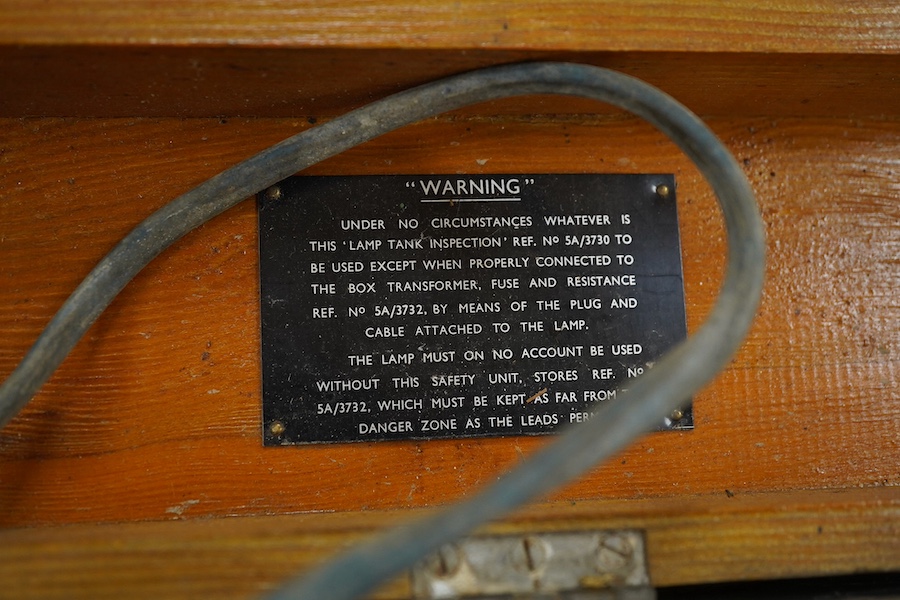 "WARNING"
UNDER NO CIRCUMSTANCES WHATEVER IS
THIS 'LAMP TANK INSPECTION' REF. No 5A/3730 TO
BE USED EXCEPT WHEN PROPERLY CONNECTED TO
THE BOX TRANSFORMER, FUSE AND RESISTANCE
REF. No 5A/3732, BY MEANS OF THE PLUG AND
CABLE ATTACHED TO THE LAMP.
THE LAMP MUST ON NO ACCOUNT BE USED
WITHOUT THIS SAFETY UNIT, STORES REF. No
5A/3732, WHICH MUST BE KEPT AS FAR FROM
DANGER ZONE AS THE LEADS